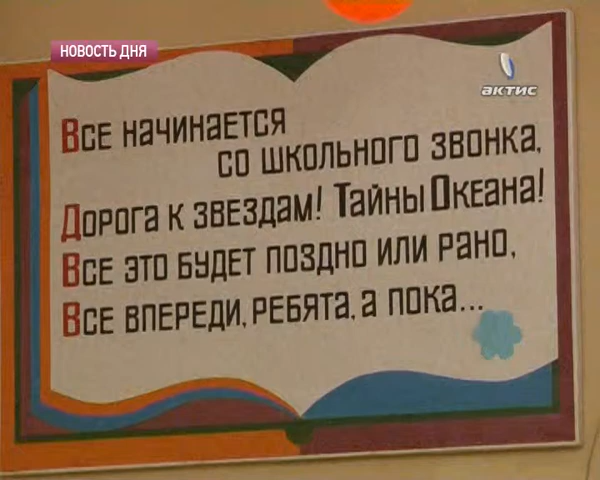 НОВОСТЬ ДНЯ
актис
Все начинается
со школьного звонка,
Дорога к звездам! Тайны Океана!
Все это будет поздно или рано,
Все впереди, ребята, а пока...